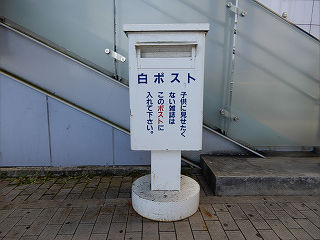 白ポスト
子供に見せたく
ない雑誌は
このポストに
入れて下さい。